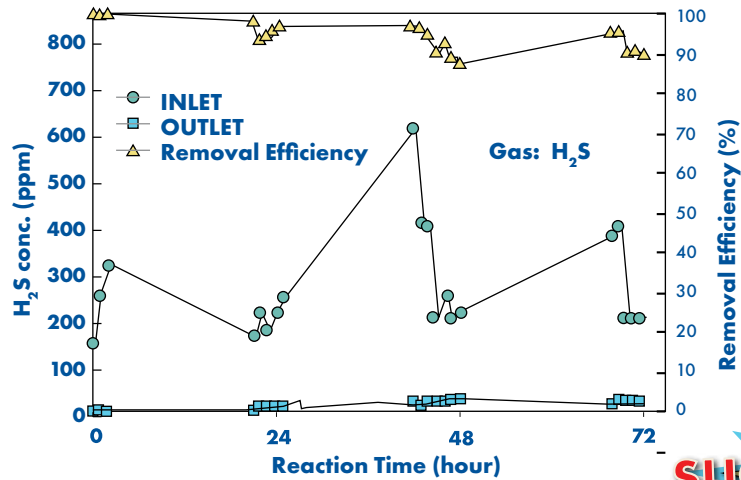 800
700
600
500
400
300
200
100
0
H₂S conc. (ppm)
INLET
OUTLET
Removal Efficiency
Gas: H₂S
100
90
80
70
60
50
40
30
20
10
0
Removal Efficiency (%)
0 24 48 72
Reaction Time (hour)